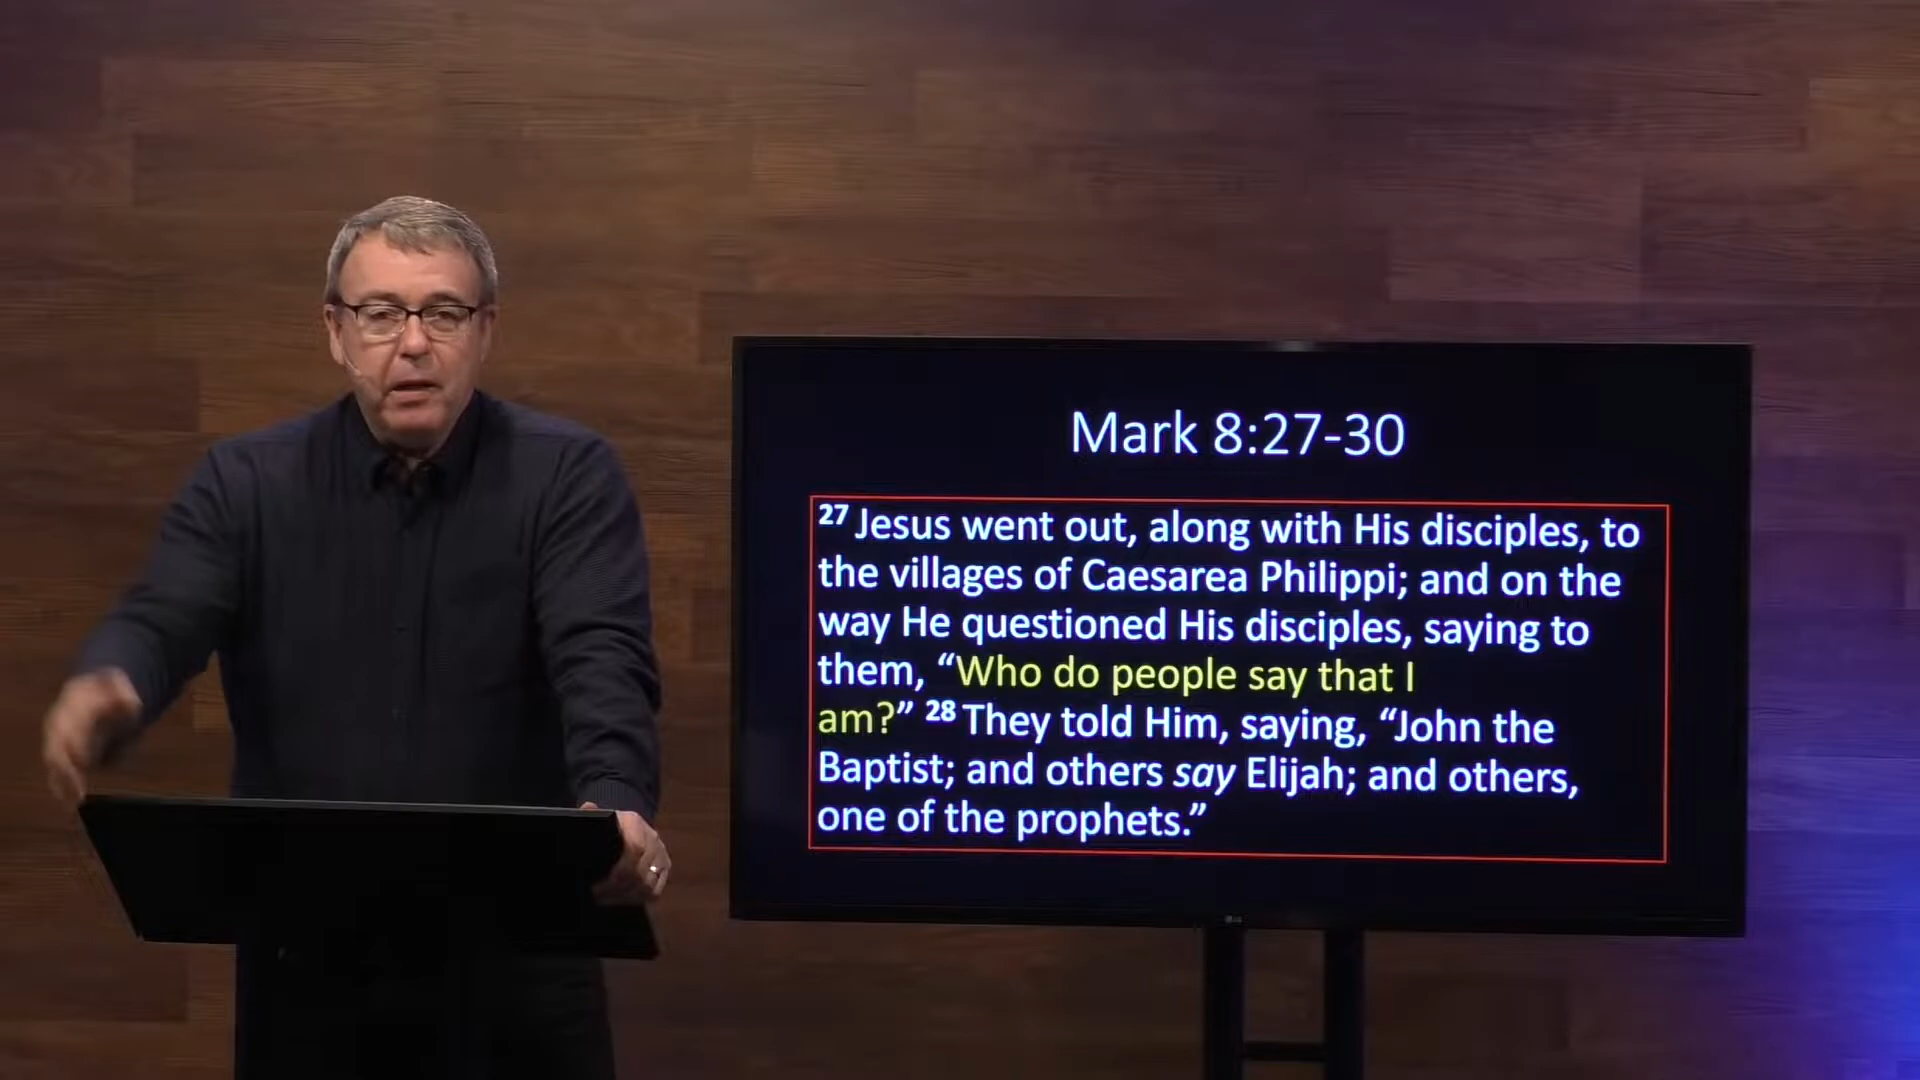 Mark 8:27-30
27 Jesus went out, along with His disciples, to
the villages of Caesarea Philippi; and on the
way He questioned His disciples, saying to
them, “Who do people say that I
am?” 28 They told Him, saying, “John the
Baptist; and others say Elijah; and others,
one of the prophets.”